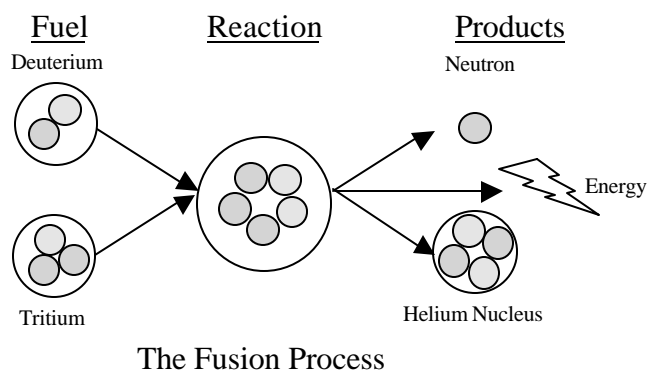 Fuel
Reaction
Products
Deuterium
Neutron
Energy
Tritium
Helium Nucleus
The Fusion Process